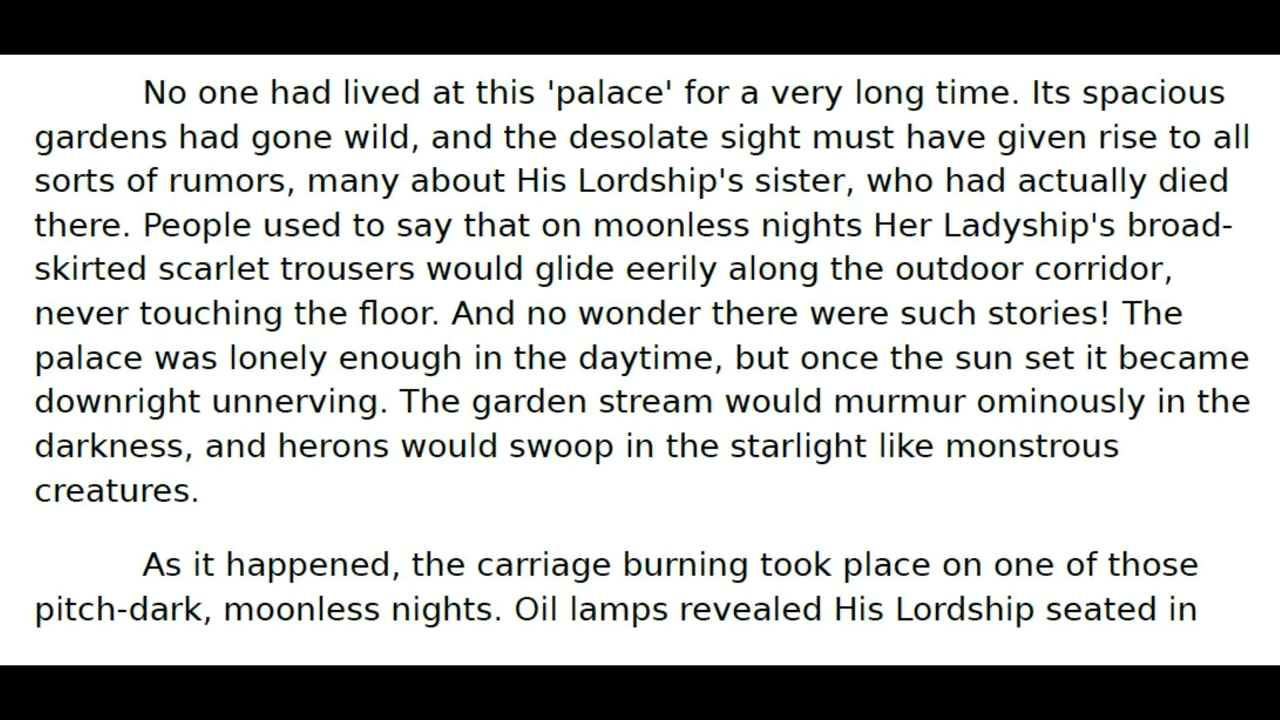 No one had lived at this 'palace' for a very long time. Its spacious
gardens had gone wild, and the desolate sight must have given rise to all
sorts of rumors, many about His Lordship's sister, who had actually died
there. People used to say that on moonless nights Her Ladyship's broad-
skirted scarlet trousers would glide eerily along the outdoor corridor,
never touching the floor. And no wonder there were such stories! The
palace was lonely enough in the daytime, but once the sun set it became
downright unnerving. The garden stream would murmur ominously in the
darkness, and herons would swoop in the starlight like monstrous
creatures.
As it happened, the carriage burning took place on one of those
pitch-dark, moonless nights. Oil lamps revealed His Lordship seated in